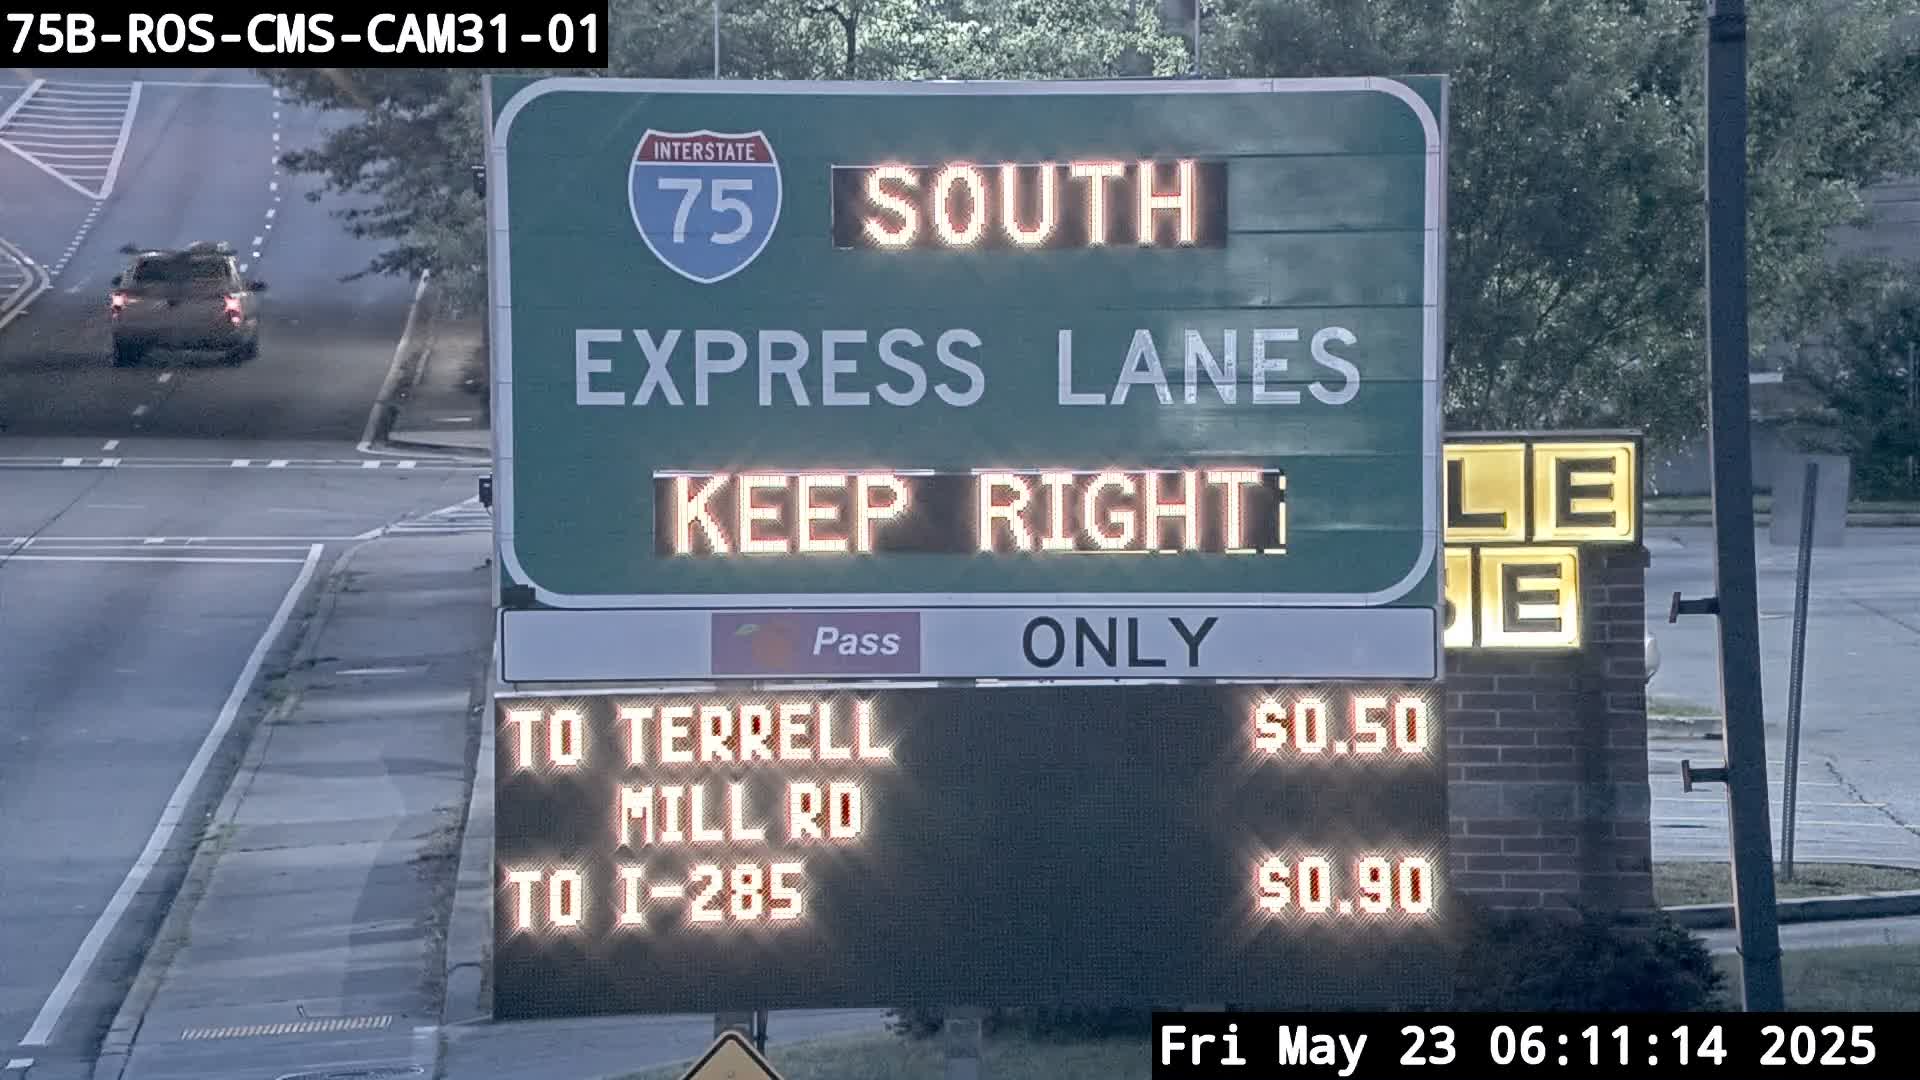 75B-ROS-CMS-CAM31-01
INTERSTATE
75
SOUTH
EXPRESS LANES
KEEP RIGHT
Pass ONLY
TO TERRELL $0.50
MILL RD
TO I-285 $0.90
LE
E
Fri May 23 06:11:14 2025